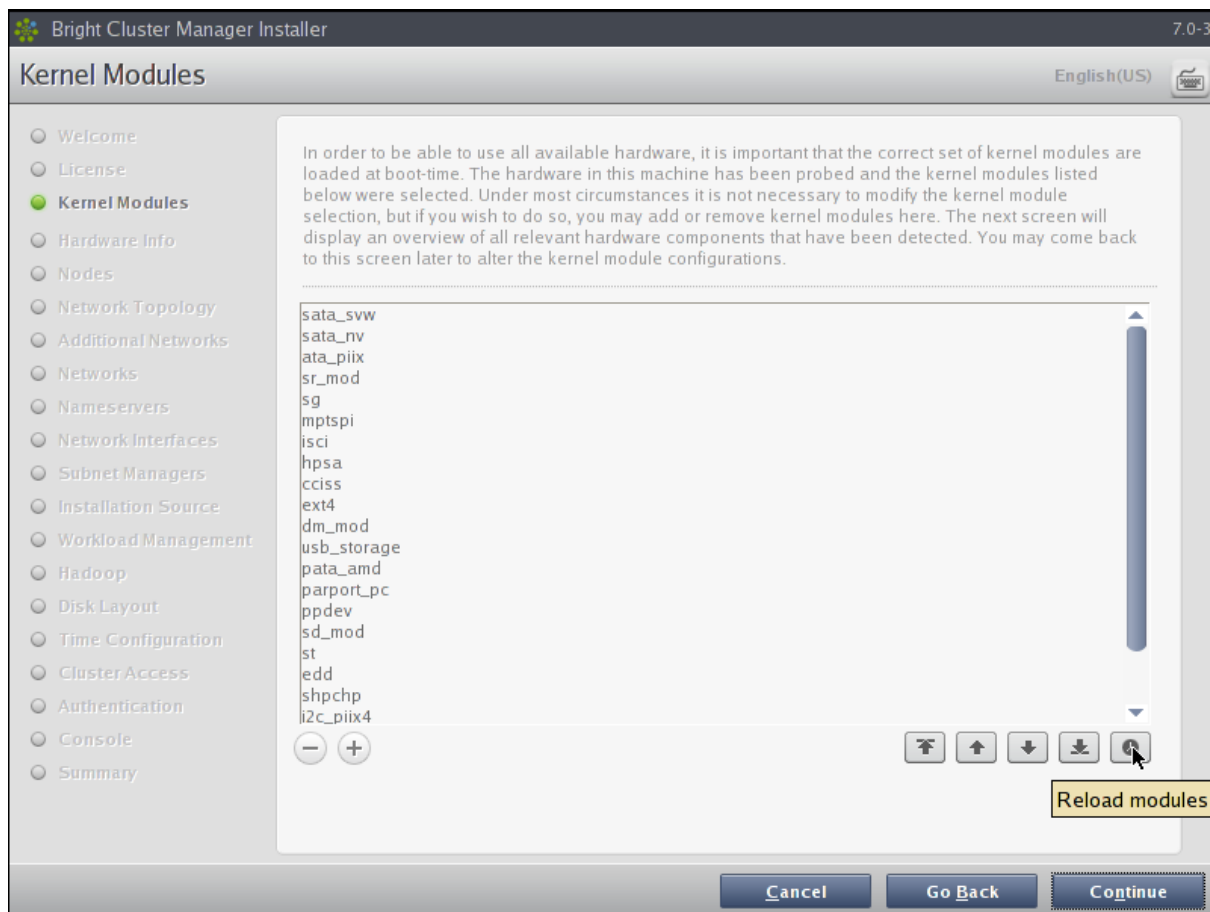 Bright Cluster Manager Installer
7.0-3
Kernel Modules
English(US)
Welcome
License
Kernel Modules
Hardware Info
Nodes
Network Topology
Additional Networks
Networks
Nameservers
Network Interfaces
Subnet Managers
Installation Source
Workload Management
Hadoop
Disk Layout
Time Configuration
Cluster Access
Authentication
Console
Summary
In order to be able to use all available hardware, it is important that the correct set of kernel modules are
loaded at boot-time. The hardware in this machine has been probed and the kernel modules listed
below were selected. Under most circumstances it is not necessary to modify the kernel module
selection, but if you wish to do so, you may add or remove kernel modules here. The next screen will
display an overview of all relevant hardware components that have been detected. You may come back
to this screen later to alter the kernel module configurations.
sata_svw
sata_nv
ata_piix
sr_mod
sg
mptspi
isci
hpsa
cciss
ext4
dm_mod
usb_storage
pata_amd
parport_pc
ppdev
sd_mod
st
edd
shpchp
i2c_piix4
Reload modules
Cancel
Go Back
Continue